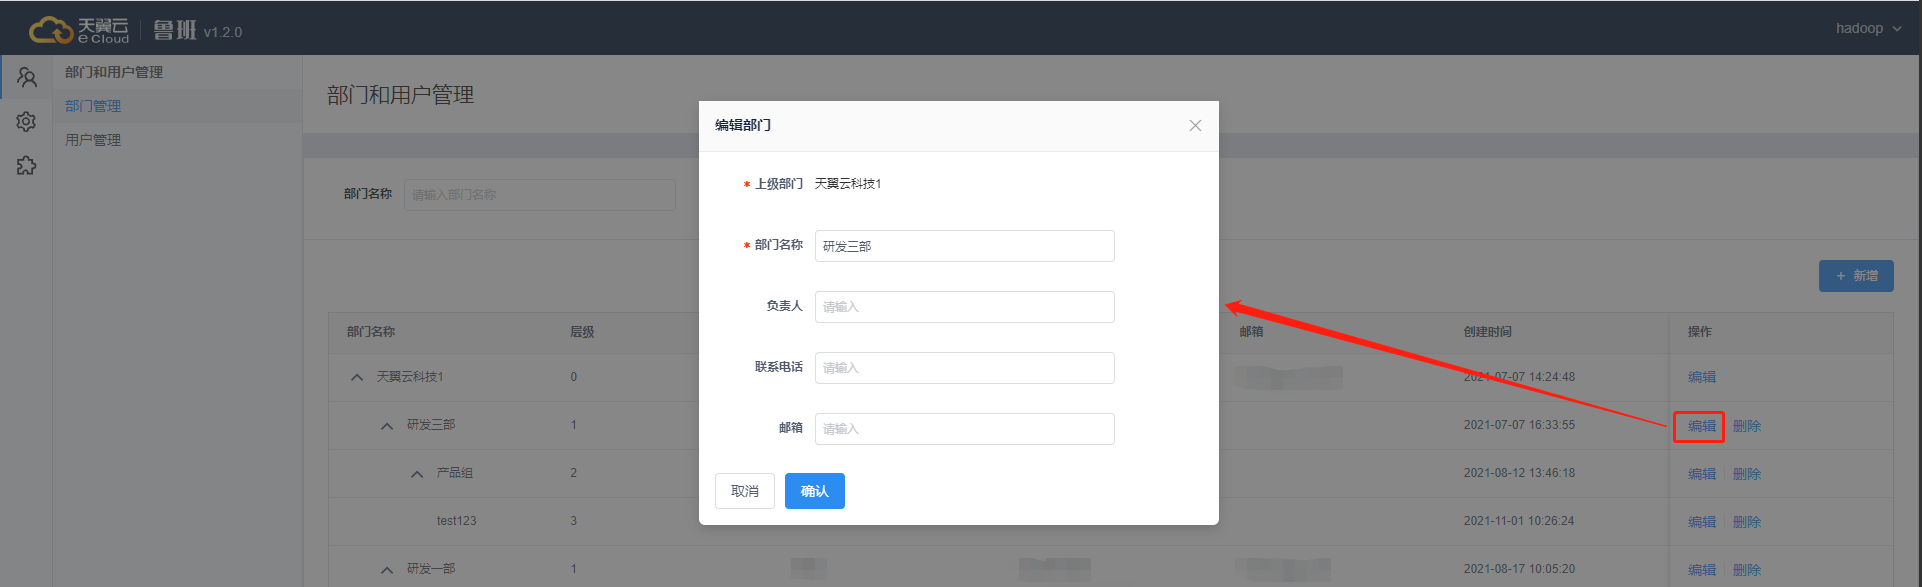 天翼云
e Cloud
鲁班 v1.2.0
hadoop
部门和用户管理
部门管理
用户管理
部门和用户管理
部门名称 请输入部门名称
+ 新增
编辑部门
* 上级部门 天翼云科技1
* 部门名称 研发三部
负责人 请输入
联系电话 请输入
邮箱 请输入
取消 确认
部门名称 层级 邮箱 创建时间 操作
天翼云科技1 0 2021-07-07 14:24:48 编辑
研发三部 1 2021-07-07 16:33:55 编辑 删除
产品组 2 2021-08-12 13:46:18 编辑 删除
test123 3 2021-11-01 10:26:24 编辑 删除
研发一部 1 2021-08-17 10:05:20 编辑 删除